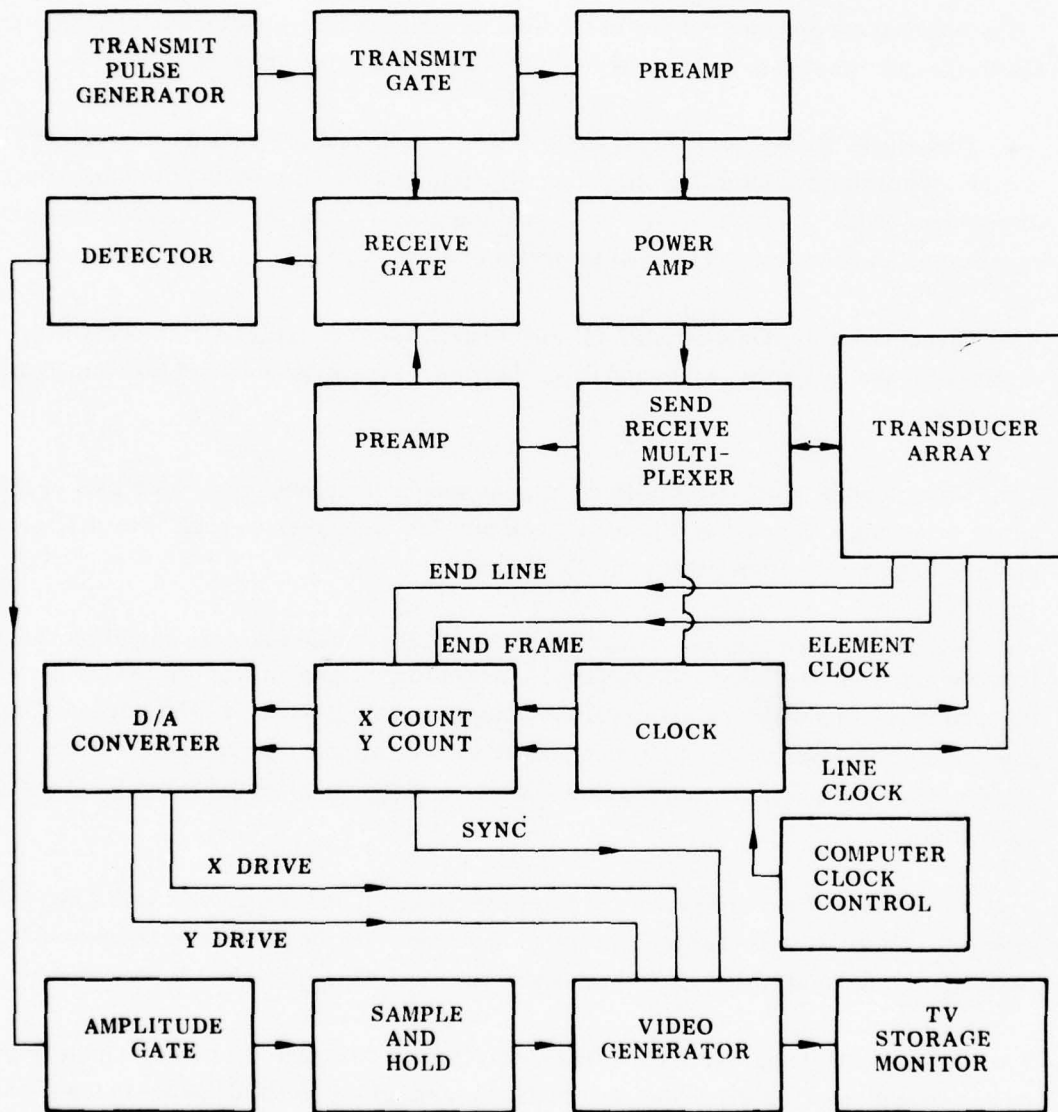 TRANSMIT
PULSE
GENERATOR
TRANSMIT
GATE
PREAMP
DETECTOR
RECEIVE
GATE
POWER
AMP
PREAMP
SEND
RECEIVE
MULTI-
PLEXER
TRANSDUCER
ARRAY
END LINE
END FRAME
ELEMENT
CLOCK
D/A
CONVERTER
X COUNT
Y COUNT
CLOCK
LINE
CLOCK
SYNC
X DRIVE
Y DRIVE
COMPUTER
CLOCK
CONTROL
AMPLITUDE
GATE
SAMPLE
AND
HOLD
VIDEO
GENERATOR
TV
STORAGE
MONITOR